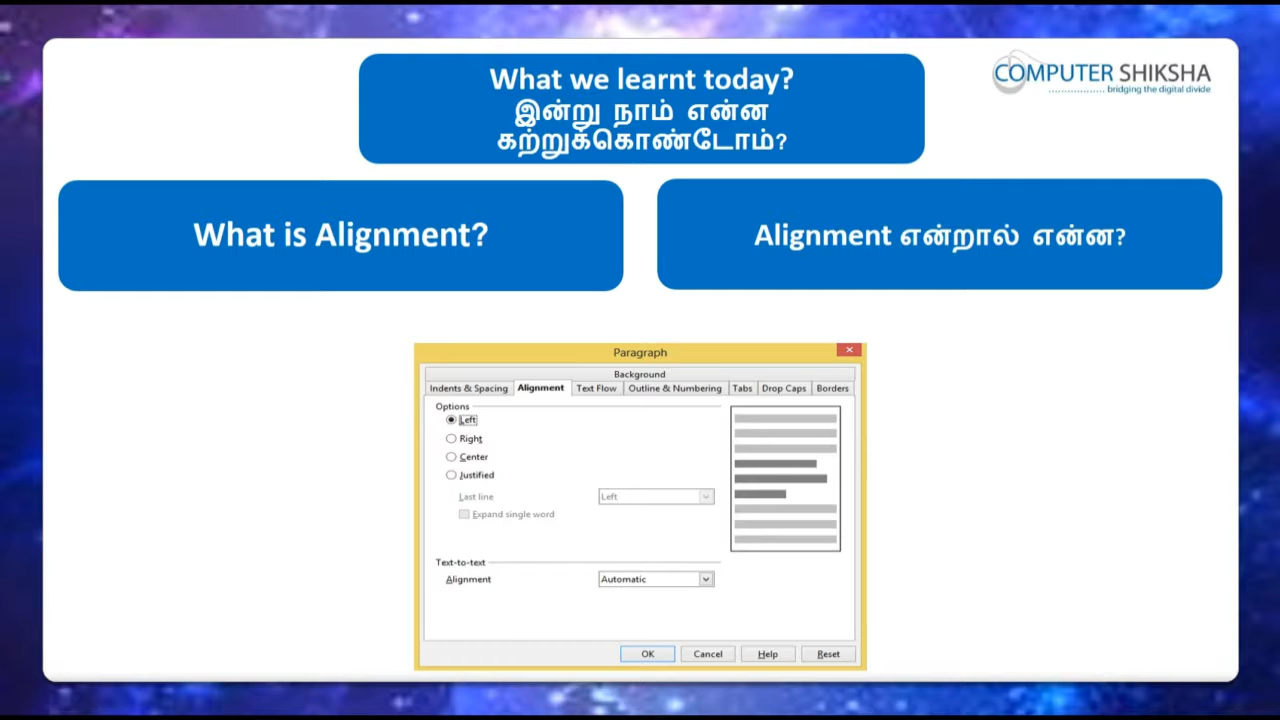 What we learnt today?
இன்று நாம் என்ன
கற்றுக்கொண்டோம்?
COMPUTER SHIKSHA
bridging the digital divide
What is Alignment?
Alignment என்றால் என்ன?
Paragraph
Background
Indents & Spacing Alignment Text Flow Outline & Numbering Tabs Drop Caps Borders
Options
Left
Right
Center
Justified
Last line Left
Expand single word
Text-to-text
Alignment Automatic
OK Cancel Help Reset